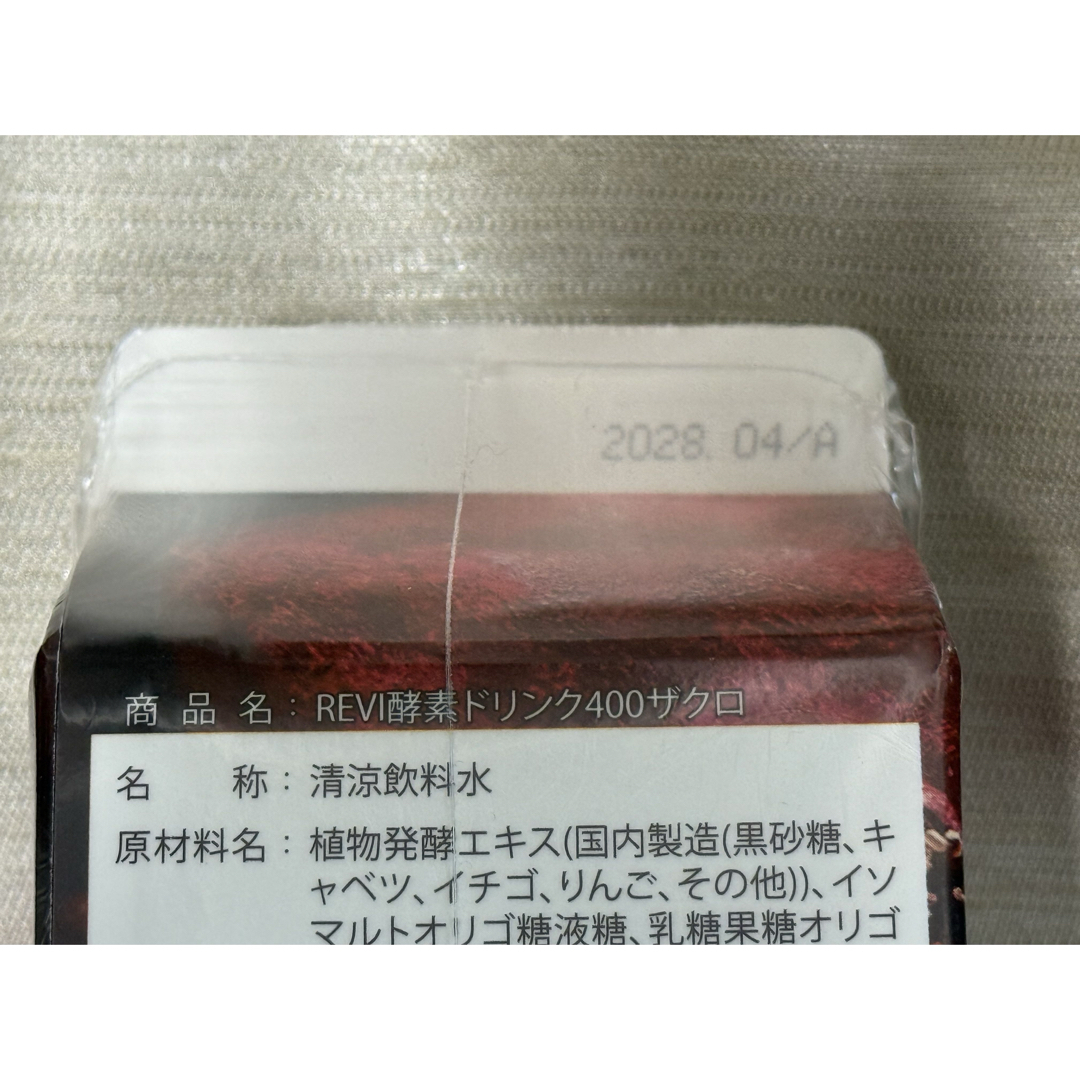 2028. 04/A
商品名：REVI酵素ドリンク400ザクロ
名称：清涼飲料水
原材料名：植物発酵エキス(国内製造(黒砂糖、キ
ャベツ、イチゴ、りんご、その他))、イソ
マルトオリゴ糖液糖、乳糖果糖オリゴ